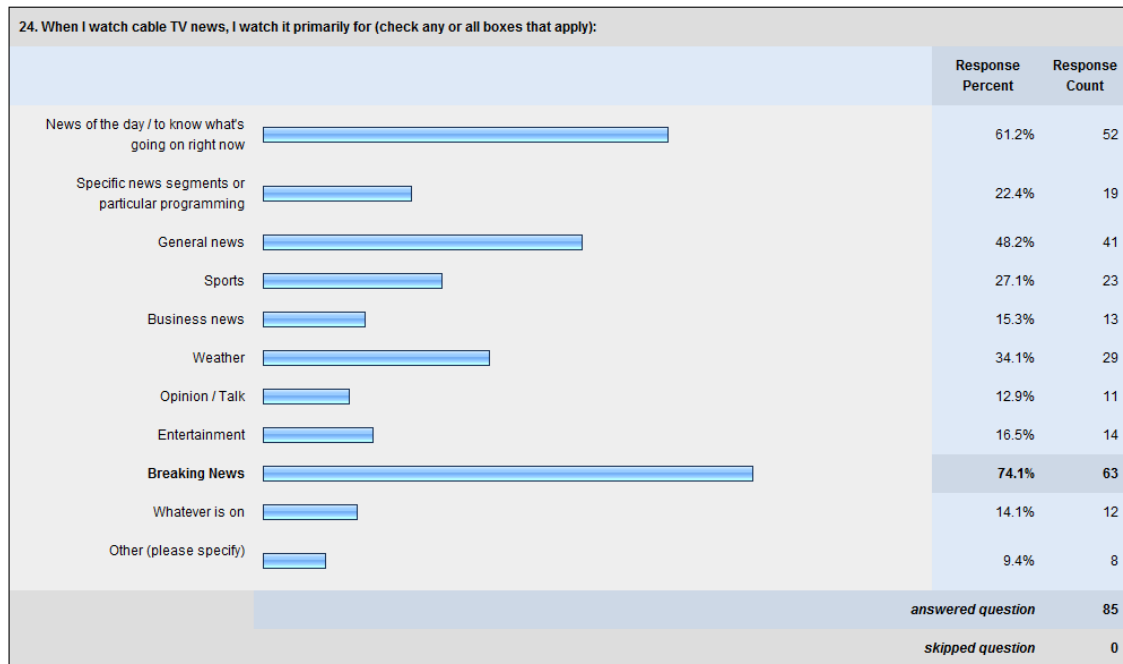 24. When I watch cable TV news, I watch it primarily for (check any or all boxes that apply):
Response Percent
Response Count
News of the day / to know what's
going on right now
61.2% 52
Specific news segments or
particular programming
22.4% 19
General news 48.2% 41
Sports 27.1% 23
Business news 15.3% 13
Weather 34.1% 29
Opinion / Talk 12.9% 11
Entertainment 16.5% 14
Breaking News 74.1% 63
Whatever is on 14.1% 12
Other (please specify) 9.4% 8
answered question 85
skipped question 0